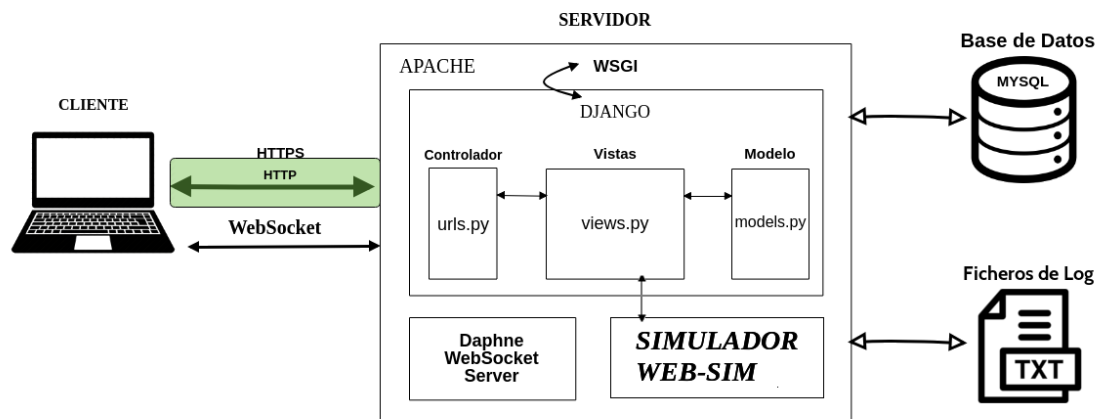 SERVIDOR
Base de Datos
APACHE
WSGI
MYSQL
CLIENTE
DJANGO
HTTPS
Controlador
Vistas
Modelo
HTTP
urls.py
views.py
models.py
WebSocket
Ficheros de Log
Daphne
WebSocket
Server
SIMULADOR
WEB-SIM
TXT